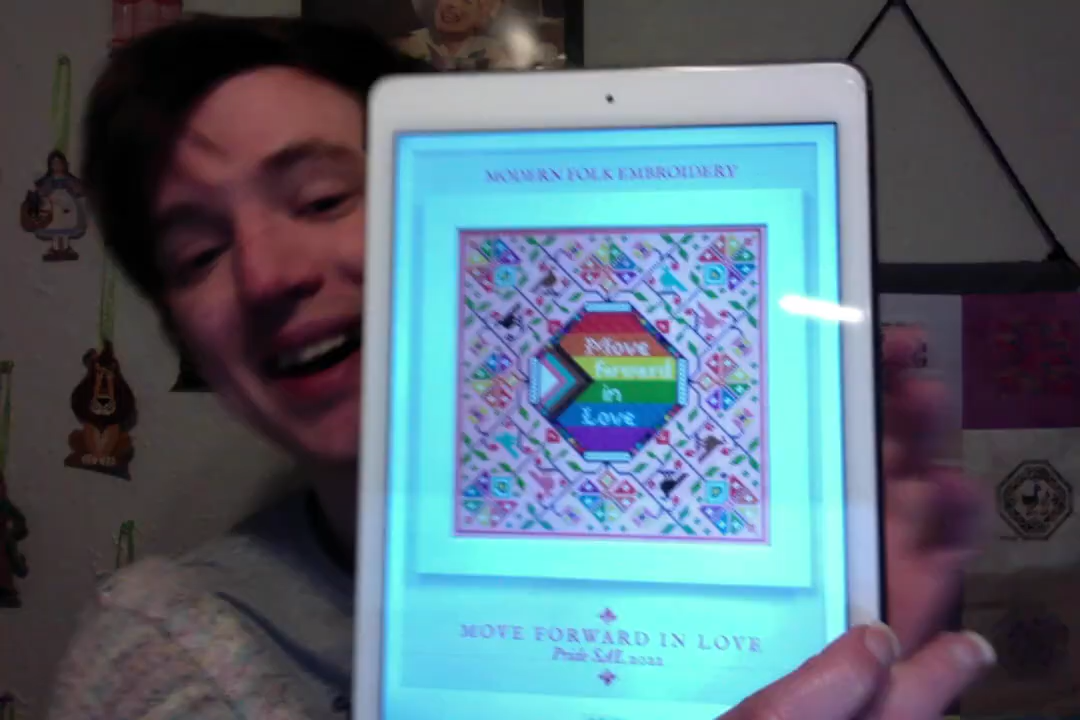 MODERN FOLK EMBROIDERY
Move
forward
in
Love
MOVE FORWARD IN LOVE
Pride SAL 2022